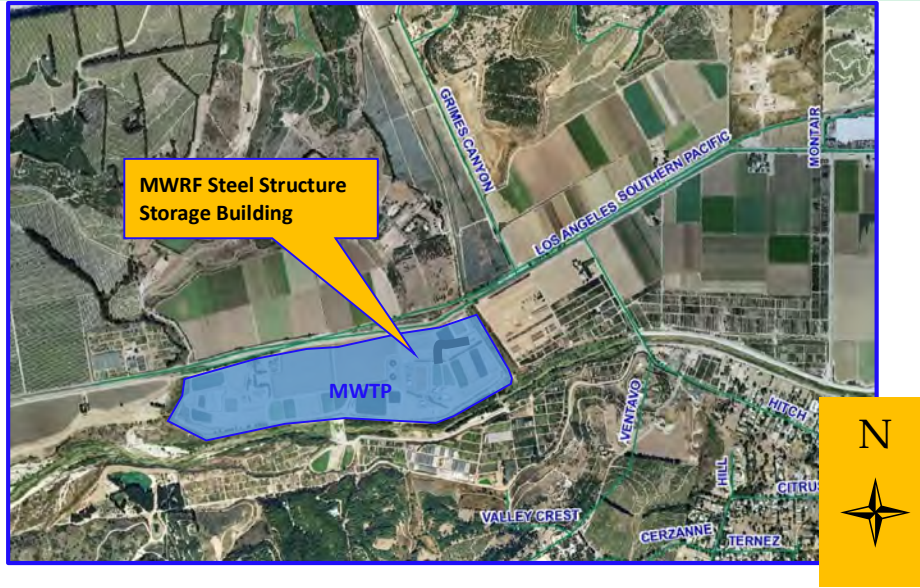 GRIMES CANYON
MONTAIR
LOS ANGELES SOUTHERN PACIFIC
MWRF Steel Structure
Storage Building
MWTP
VENTAVO
HITCH
N
HILL
CITRUS
VALLEY CREST
CERZANNE
TERNEZ